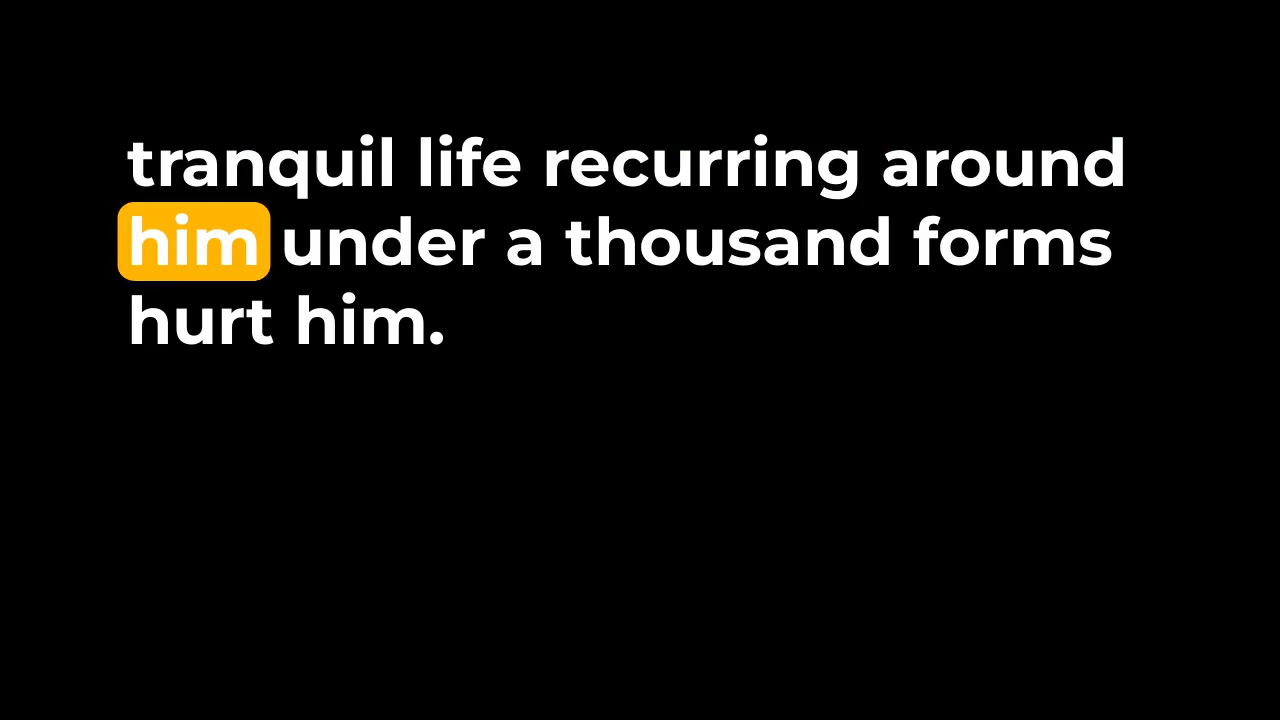 tranquil life recurring around
him under a thousand forms
hurt him.